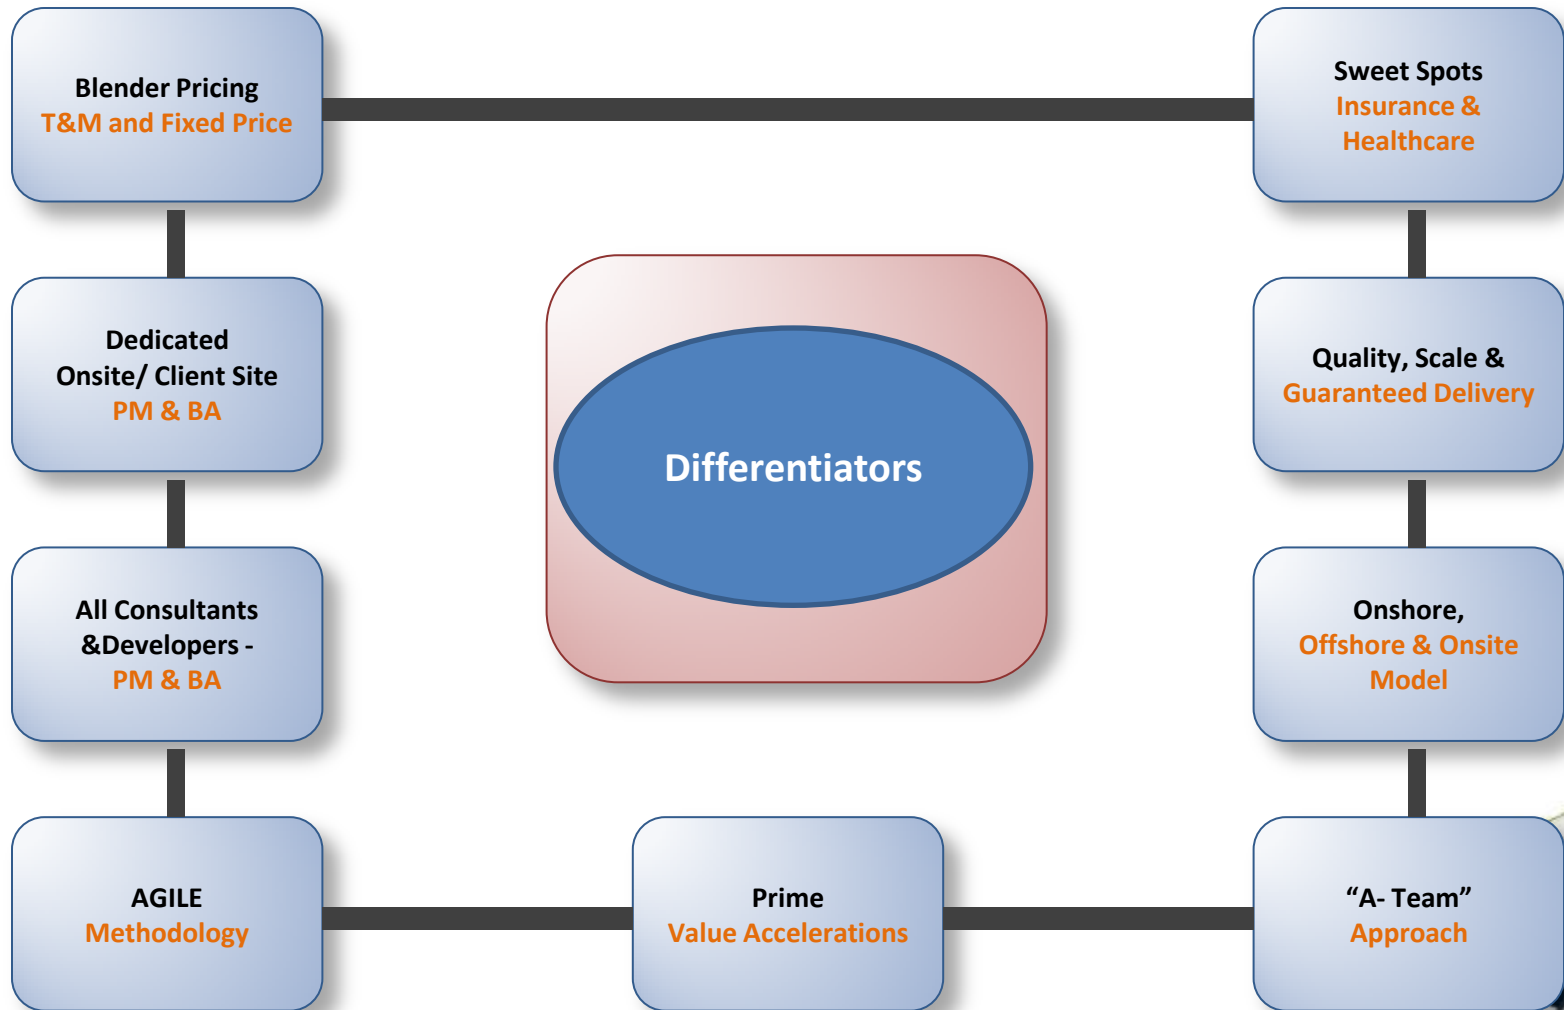 Blender Pricing
T&M and Fixed Price
Sweet Spots
Insurance &
Healthcare
Dedicated
Onsite/ Client Site
PM & BA
Quality, Scale &
Guaranteed Delivery
Differentiators
All Consultants
&Developers -
PM & BA
Onshore,
Offshore & Onsite
Model
AGILE
Methodology
Prime
Value Accelerations
“A- Team”
Approach